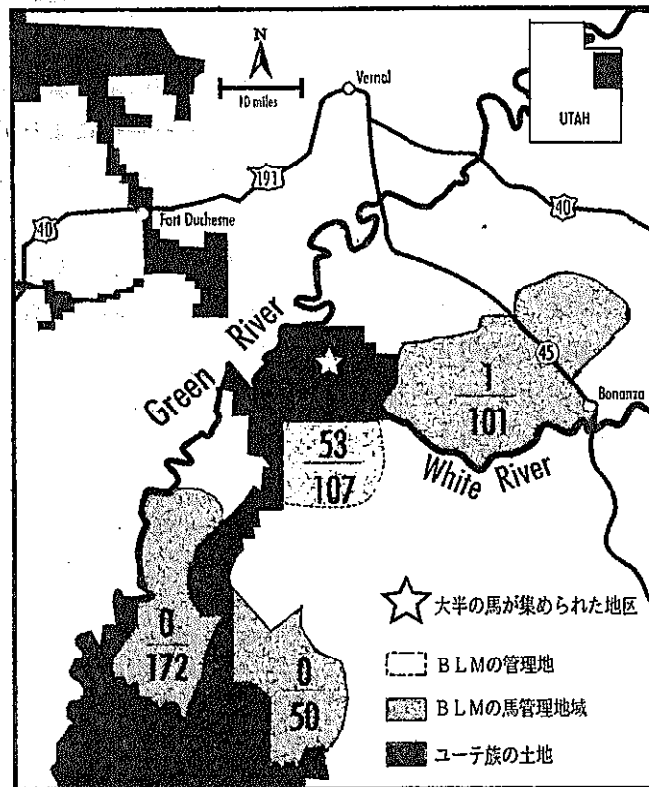 N
10 miles
Vernal
UTAH
191
40
Fort Duchesne
40
Green River
45
Bonanza
1
101
53
107
White River
0
172
0
50
大半の馬が集められた地区
BLMの管理地
BLMの馬管理地域
ユーテ族の土地